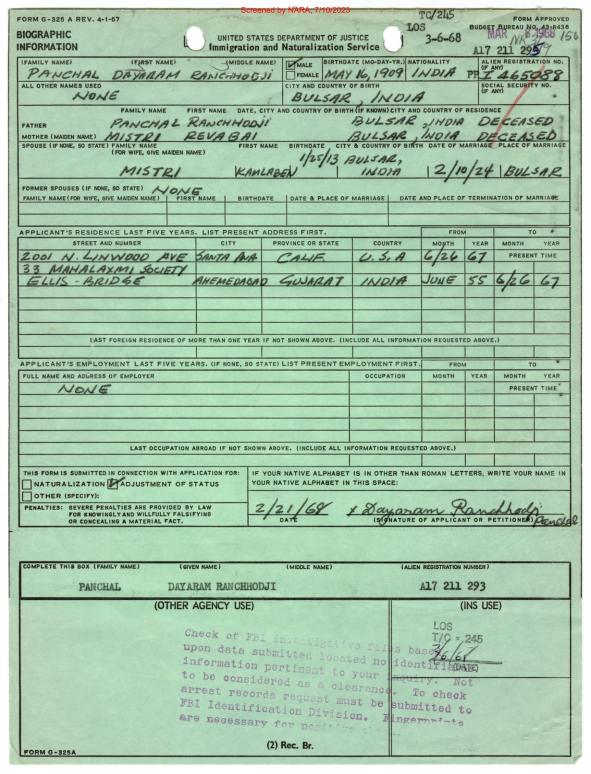 Screened by NARA, 7/10/2023
TC/245
FORM G-325 A REV. 4-1-67
FORM APPROVED
LOS
BUDGET BUREAU No. 43-R436
BIOGRAPHIC
INFORMATION
UNITED STATES DEPARTMENT OF JUSTICE
Immigration and Naturalization Service
3-6-68
MAR 8 1968
A17 211 29
(FAMILY NAME) (FIRST NAME) (MIDDLE NAME)
MALE
FEMALE
BIRTHDATE (MO-DAY-YR.) NATIONALITY
ALIEN REGISTRATION NO. (IF ANY)
PANCHAL DAYARAM RANCHHODJI MAY 16, 1909 INDIA PP I 465088
ALL OTHER NAMES USED
CITY AND COUNTRY OF BIRTH
SOCIAL SECURITY NO. (IF ANY)
NONE BULSAR, INDIA
FAMILY NAME FIRST NAME DATE, CITY AND COUNTRY OF BIRTH (IF KNOWN) CITY AND COUNTRY OF RESIDENCE
FATHER PANCHAL RANCHHODJI BULSAR, INDIA DECEASED
MOTHER (MAIDEN NAME) MISTRI REVABAI BULSAR, INDIA DECEASED
SPOUSE (IF NONE, SO STATE) FAMILY NAME (FOR WIFE, GIVE MAIDEN NAME) FIRST NAME BIRTHDATE CITY & COUNTRY OF BIRTH DATE OF MARRIAGE PLACE OF MARRIAGE
MISTRI KAMLABEN 1/25/13 BULSAR, INDIA 2/10/24 BULSAR
FORMER SPOUSES (IF NONE, SO STATE) NONE
FAMILY NAME (FOR WIFE, GIVE MAIDEN NAME) FIRST NAME BIRTHDATE DATE & PLACE OF MARRIAGE DATE AND PLACE OF TERMINATION OF MARRIAGE
APPLICANT'S RESIDENCE LAST FIVE YEARS. LIST PRESENT ADDRESS FIRST. FROM TO
STREET AND NUMBER CITY PROVINCE OR STATE COUNTRY MONTH YEAR MONTH YEAR
2001 N. LINWOOD AVE SANTA ANA CALIF. U.S.A 6/26 67 PRESENT TIME
33 MAHALAXMI SOCIETY
ELLIS-BRIDGE AHEMEDABAD GUJARAT INDIA JUNE 55 6/26 67
LAST FOREIGN RESIDENCE OF MORE THAN ONE YEAR IF NOT SHOWN ABOVE. (INCLUDE ALL INFORMATION REQUESTED ABOVE.)
APPLICANT'S EMPLOYMENT LAST FIVE YEARS. (IF NONE, SO STATE) LIST PRESENT EMPLOYMENT FIRST. FROM TO
FULL NAME AND ADDRESS OF EMPLOYER OCCUPATION MONTH YEAR MONTH YEAR
NONE PRESENT TIME
LAST OCCUPATION ABROAD IF NOT SHOWN ABOVE. (INCLUDE ALL INFORMATION REQUESTED ABOVE.)
THIS FORM IS SUBMITTED IN CONNECTION WITH APPLICATION FOR:
NATURALIZATION ADJUSTMENT OF STATUS
OTHER (SPECIFY):
IF YOUR NATIVE ALPHABET IS IN OTHER THAN ROMAN LETTERS, WRITE YOUR NAME IN
YOUR NATIVE ALPHABET IN THIS SPACE:
PENALTIES: SEVERE PENALTIES ARE PROVIDED BY LAW
FOR KNOWINGLY AND WILLFULLY FALSIFYING
OR CONCEALING A MATERIAL FACT.
2/21/68 x Dayaram Ranchhodji Panchal
DATE (SIGNATURE OF APPLICANT OR PETITIONER)
COMPLETE THIS BOX (FAMILY NAME) (GIVEN NAME) (MIDDLE NAME) (ALIEN REGISTRATION NUMBER)
PANCHAL DAYARAM RANCHHODJI A17 211 293
(OTHER AGENCY USE) (INS USE)
LOS
T/C = 245
3/6/68
(DATE)
Check of FBI investigative files based
upon data submitted located no identifiable
information pertinent to your inquiry. Not
to be considered as a clearance. To check
arrest records request must be submitted to
FBI Identification Division. Fingerprints
are necessary for
(2) Rec. Br.
FORM G-325A